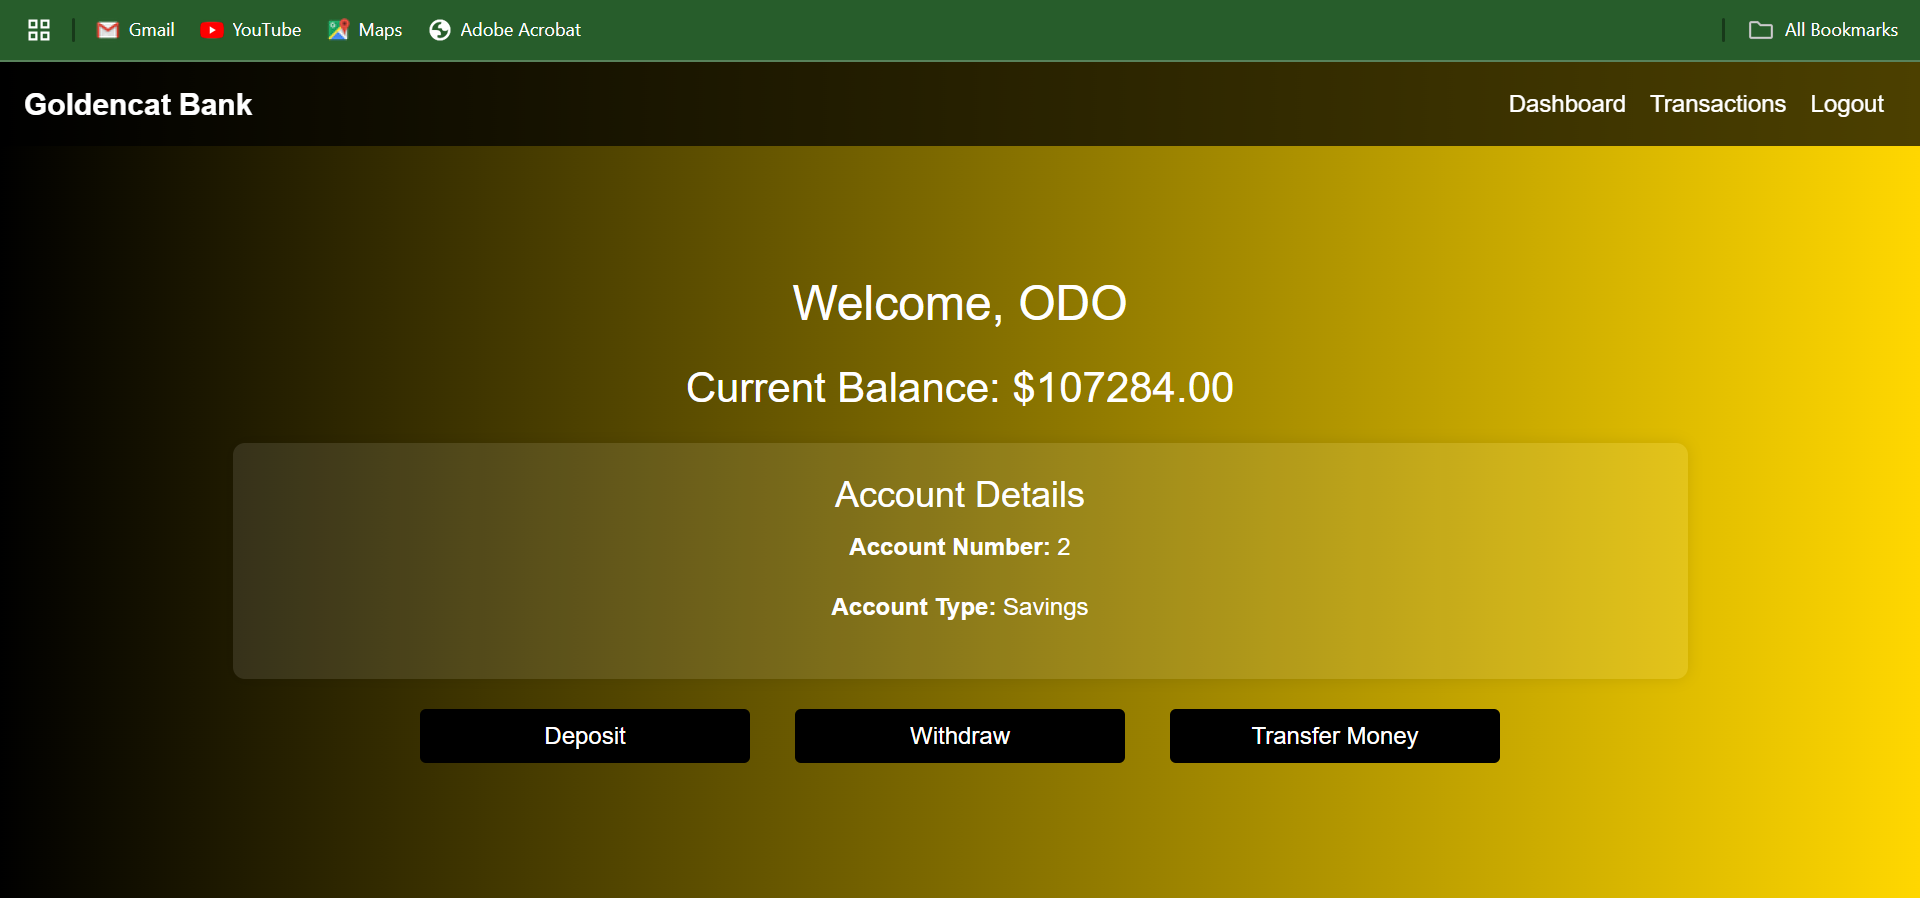 Gmail YouTube Maps Adobe Acrobat All Bookmarks
Goldencat Bank Dashboard Transactions Logout
Welcome, ODO
Current Balance: $107284.00
Account Details
Account Number: 2
Account Type: Savings
Deposit Withdraw Transfer Money